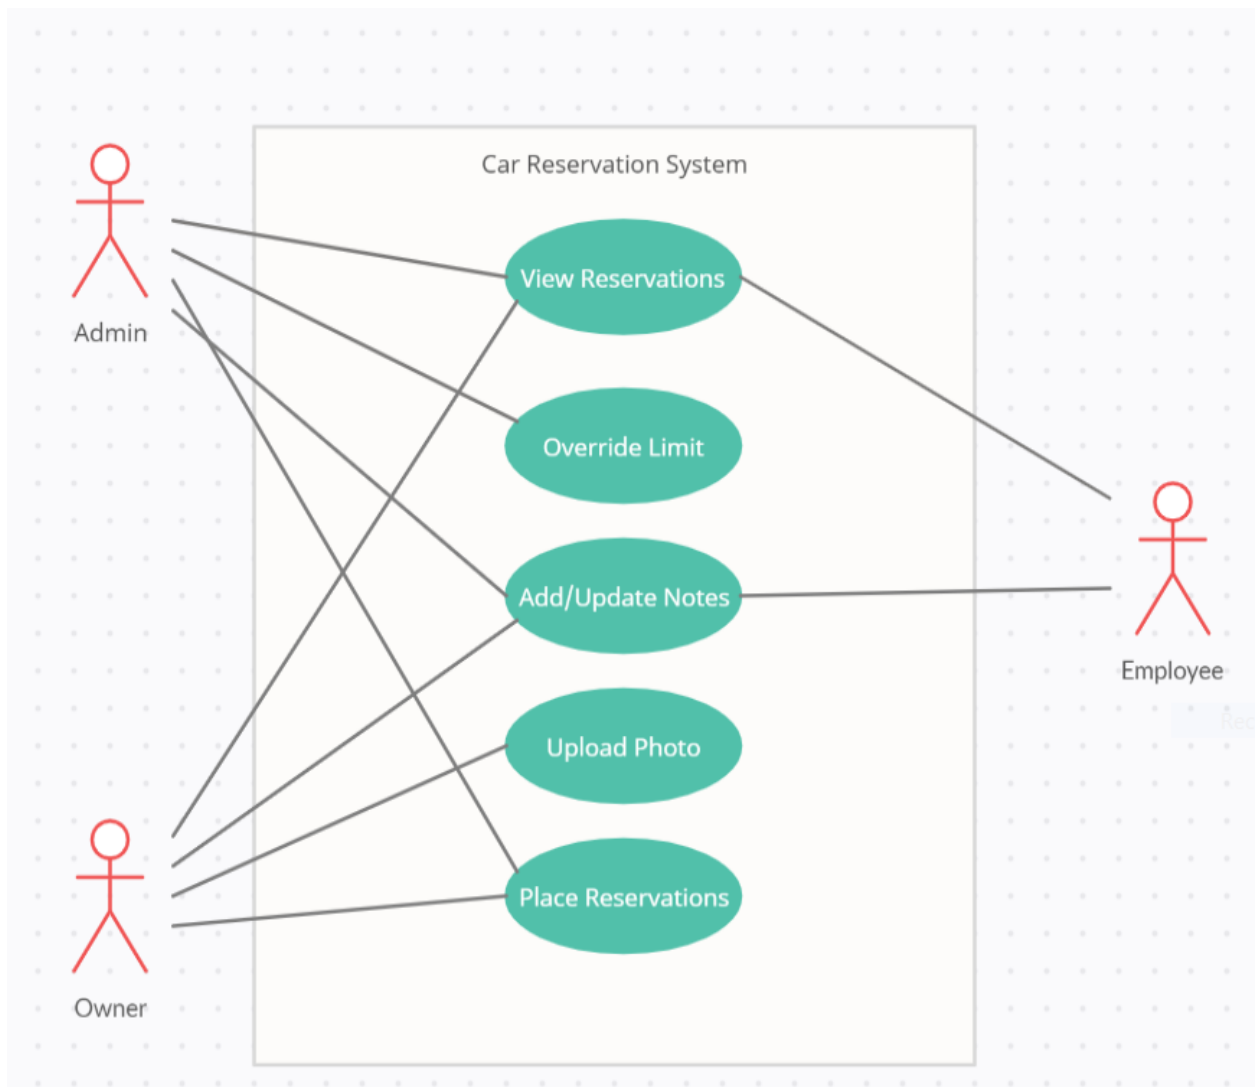 Car Reservation System
Admin
View Reservations
Override Limit
Add/Update Notes
Employee
Upload Photo
Place Reservations
Owner